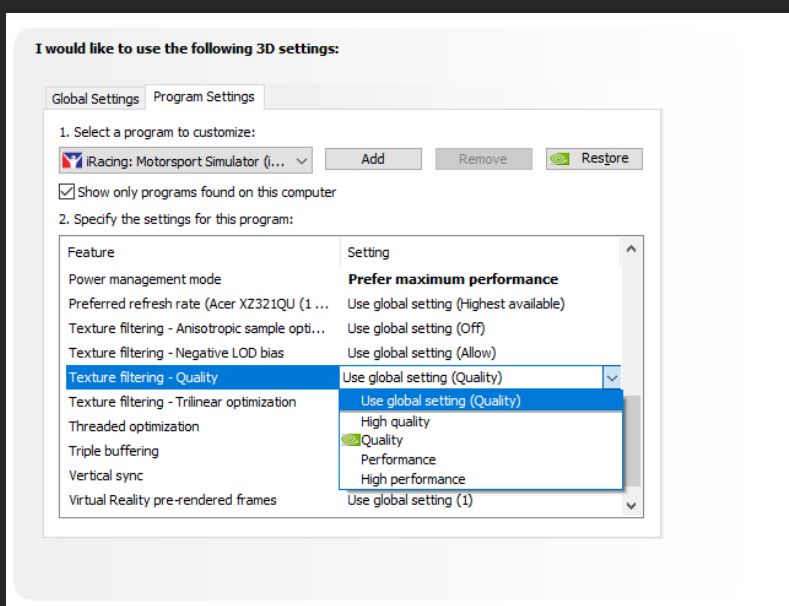 I would like to use the following 3D settings:
Global Settings Program Settings
1. Select a program to customize:
iRacing: Motorsport Simulator (i... Add Remove Restore
Show only programs found on this computer
2. Specify the settings for this program:
Feature Setting
Power management mode Prefer maximum performance
Preferred refresh rate (Acer XZ321QU (1 ... Use global setting (Highest available)
Texture filtering - Anisotropic sample opti... Use global setting (Off)
Texture filtering - Negative LOD bias Use global setting (Allow)
Texture filtering - Quality Use global setting (Quality)
Texture filtering - Trilinear optimization Use global setting (Quality)
Threaded optimization High quality
Quality
Triple buffering Performance
Vertical sync High performance
Virtual Reality pre-rendered frames Use global setting (1)